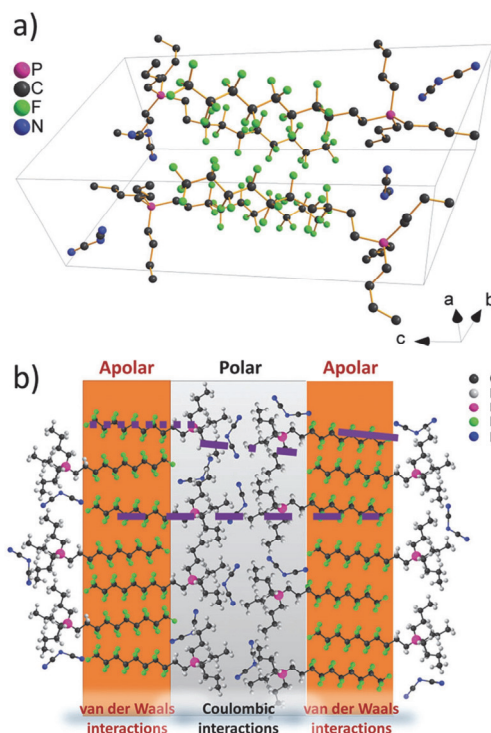 a)
P
C
F
N
a
b
c
b)
Apolar
Polar
Apolar
van der Waals
interactions
Coulombic
interactions
van der Waals
interactions